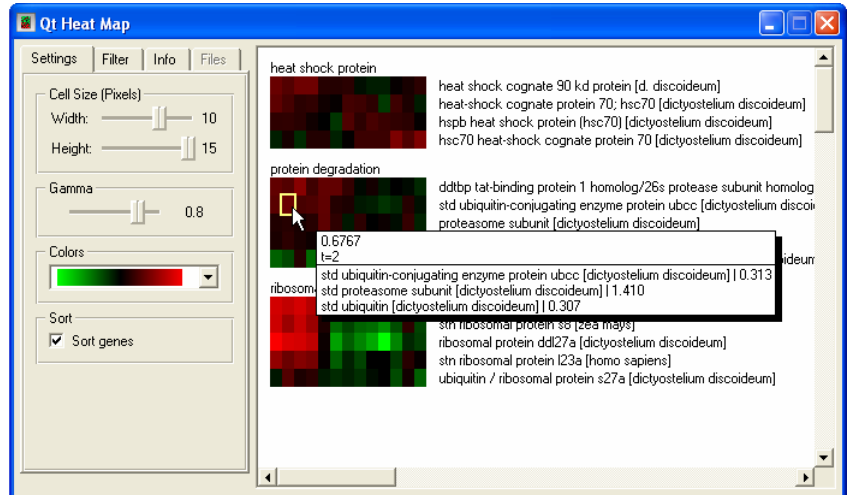 Qt Heat Map
Settings Filter Info Files
Cell Size (Pixels)
Width: 10
Height: 15
Gamma
0.8
Colors
Sort
Sort genes
heat shock protein
heat shock cognate 90 kd protein [d. discoideum]
heat-shock cognate protein 70; hsc70 [dictyostelium discoideum]
hspb heat shock protein (hsc70) [dictyostelium discoideum]
hsc70 heat-shock cognate protein 70 [dictyostelium discoideum]
protein degradation
ddtbp tat-binding protein 1 homolog/26s protease subunit homolog
std ubiquitin-conjugating enzyme protein ubcc [dictyostelium discoi
proteasome subunit [dictyostelium discoideum]
0.6767
t=2
std ubiquitin-conjugating enzyme protein ubcc [dictyostelium discoideum] | 0.313
std proteasome subunit [dictyostelium discoideum] | 1.410
std ubiquitin [dictyostelium discoideum] | 0.307
ideum
ribosom
stn ribosomal protein s8 [zea mays]
ribosomal protein ddl27a [dictyostelium discoideum]
stn ribosomal protein l23a [homo sapiens]
ubiquitin / ribosomal protein s27a [dictyostelium discoideum]